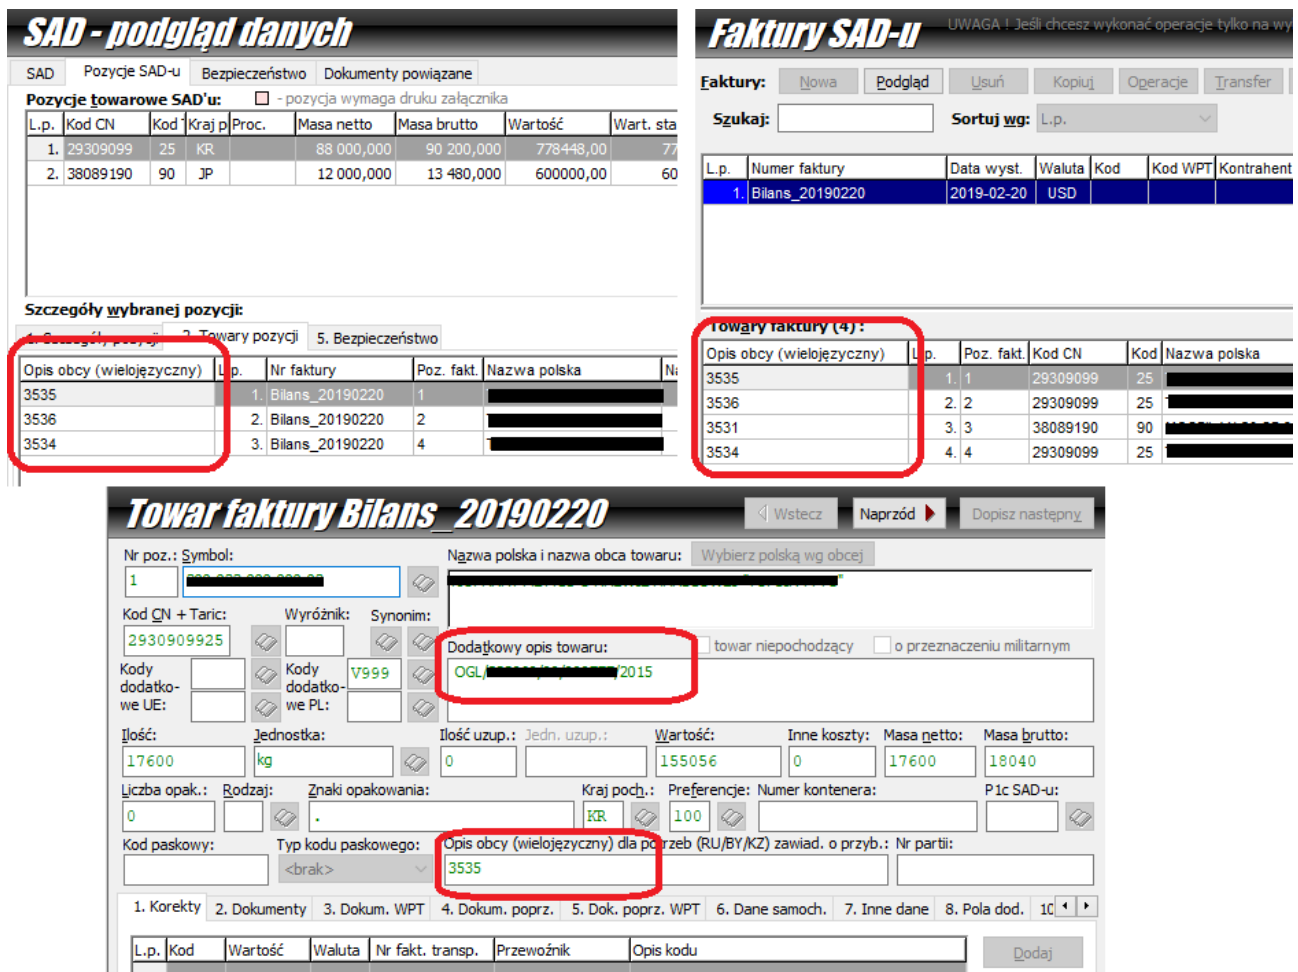 SAD - podgląd danych
SAD Pozycje SAD-u Bezpieczeństwo Dokumenty powiązane
Pozycje towarowe SAD'u: - pozycja wymaga druku załącznika
L.p. Kod CN Kod Kraj p Proc. Masa netto Masa brutto Wartość Wart. sta
1. 29309099 25 KR 88 000,000 90 200,000 778448,00 77
2. 38089190 90 JP 12 000,000 13 480,000 600000,00 60
Szczegóły wybranej pozycji:
1. Szczegóły pozycji 2. Towary pozycji 5. Bezpieczeństwo
Opis obcy (wielojęzyczny) L.p. Nr faktury Poz. fakt. Nazwa polska Na
3535 1. Bilans_20190220 1
3536 2. Bilans_20190220 2
3534 3. Bilans_20190220 4
Faktury SAD-u UWAGA ! Jeśli chcesz wykonać operacje tylko na wy
Faktury: Nowa Podgląd Usuń Kopiuj Operacje Transfer
Szukaj: Sortuj wg: L.p.
L.p. Numer faktury Data wyst. Waluta Kod Kod WPT Kontrahent
1. Bilans_20190220 2019-02-20 USD
Towary faktury (4) :
Opis obcy (wielojęzyczny) L.p. Poz. fakt. Kod CN Kod Nazwa polska
3535 1. 1 29309099 25
3536 2. 2 29309099 25
3531 3. 3 38089190 90
3534 4. 4 29309099 25
Towar faktury Bilans_20190220 Wstecz Naprzód Dopisz następny
Nr poz.: Symbol: Nazwa polska i nazwa obca towaru: Wybierz polską wg obcej
1
Kod CN + Taric: Wyróżnik: Synonim:
2930909925 Dodatkowy opis towaru: towar niepochodzący o przeznaczeniu militarnym
Kody dodatko- we UE: Kody dodatko- we PL: V999 OGL/ /2015
Ilość: Jednostka: Ilość uzup.: Jedn. uzup.: Wartość: Inne koszty: Masa netto: Masa brutto:
17600 kg 0 155056 0 17600 18040
Liczba opak.: Rodzaj: Znaki opakowania: Kraj poch.: Preferencje: Numer kontenera: P1c SAD-u:
0 . KR 100
Kod paskowy: Typ kodu paskowego: Opis obcy (wielojęzyczny) dla potrzeb (RU/BY/KZ) zawiad. o przyb.: Nr partii:
<brak> 3535
1. Korekty 2. Dokumenty 3. Dokum. WPT 4. Dokum. poprz. 5. Dok. poprz. WPT 6. Dane samoch. 7. Inne dane 8. Pola dod. 10
L.p. Kod Wartość Waluta Nr fakt. transp. Przewoźnik Opis kodu Dodaj